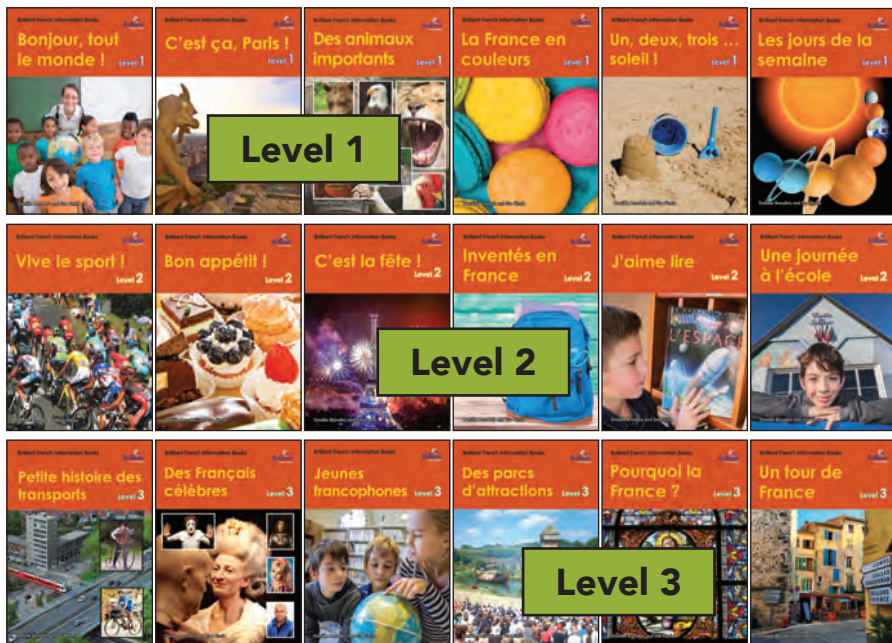 Brilliant French Information Books
Bonjour, tout
le monde !
Level 1
Brilliant French Information Books
C'est ça, Paris !
Level 1
Brilliant French Information Books
Des animaux
importants
Level 1
Brilliant French Information Books
La France en
couleurs
Level 1
Brilliant French Information Books
Un, deux, trois ...
soleil !
Level 1
Brilliant French Information Books
Les jours de la
semaine
Level 1
Level 1
Brilliant French Information Books
Vive le sport !
Level 2
Brilliant French Information Books
Bon appétit !
Level 2
Brilliant French Information Books
C'est la fête !
Level 2
Brilliant French Information Books
Inventés en
France
Level 2
Brilliant French Information Books
J'aime lire
Level 2
L'ESPACE
Brilliant French Information Books
Une journée
à l'école
Level 2
Level 2
Brilliant French Information Books
Petite histoire des
transports
Level 3
Brilliant French Information Books
Des Français
célèbres
Level 3
Brilliant French Information Books
Jeunes
francophones
Level 3
Brilliant French Information Books
Des parcs
d'attractions
Level 3
Brilliant French Information Books
Pourquoi la
France ?
Level 3
Brilliant French Information Books
Un tour de
France
Level 3
Level 3